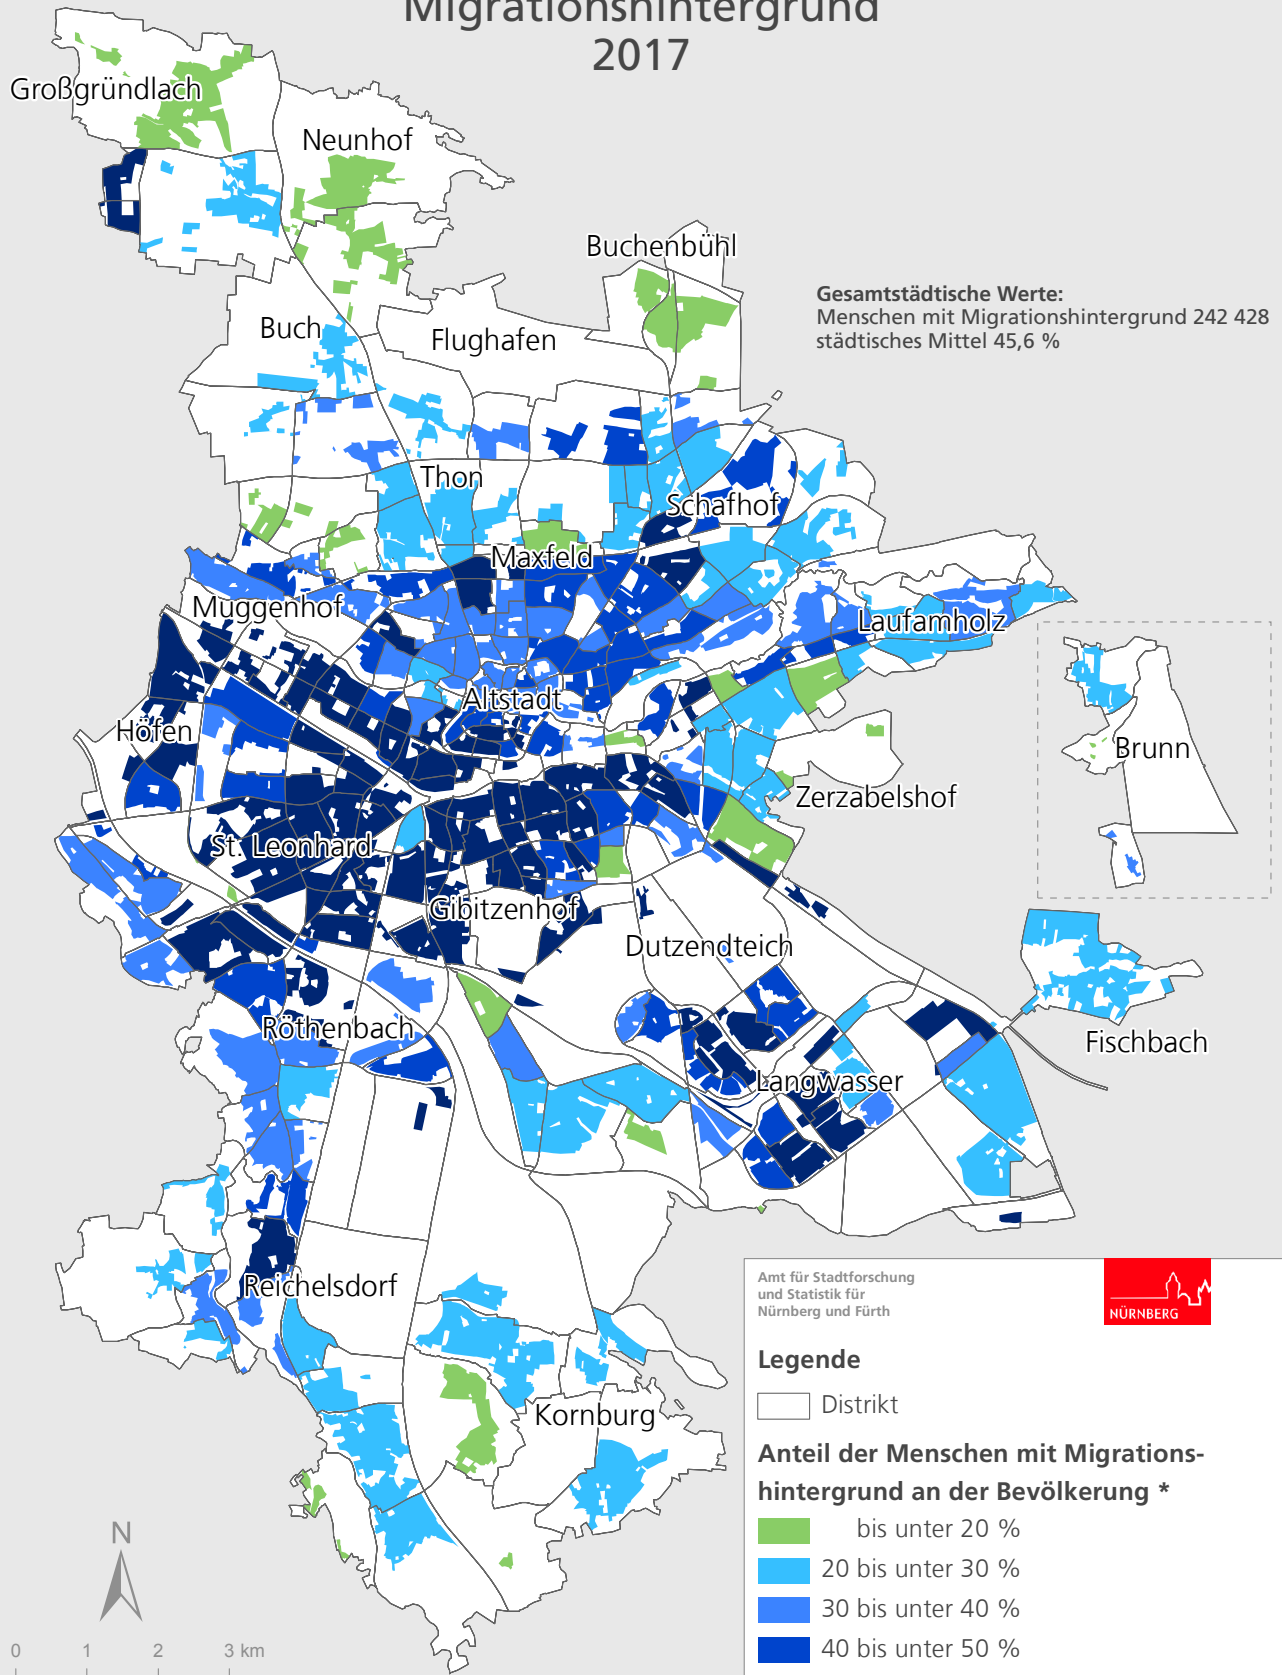 Migrationshintergrund
2017
Großgründlach
Neunhof
Buchenbühl
Gesamtstädtische Werte:
Menschen mit Migrationshintergrund 242 428
städtisches Mittel 45,6 %
Buch
Flughafen
Thon
Schafhof
Maxfeld
Muggenhof
Laufamholz
Altstadt
Höfen
Brunn
Zerzabelshof
St. Leonhard
Gibitzenhof
Dutzendteich
Röthenbach
Fischbach
Langwasser
Reichelsdorf
Kornburg
Amt für Stadtforschung
und Statistik für
Nürnberg und Fürth
NÜRNBERG
Legende
Distrikt
Anteil der Menschen mit Migrations-
hintergrund an der Bevölkerung *
bis unter 20 %
20 bis unter 30 %
30 bis unter 40 %
40 bis unter 50 %
N
0 1 2 3 km